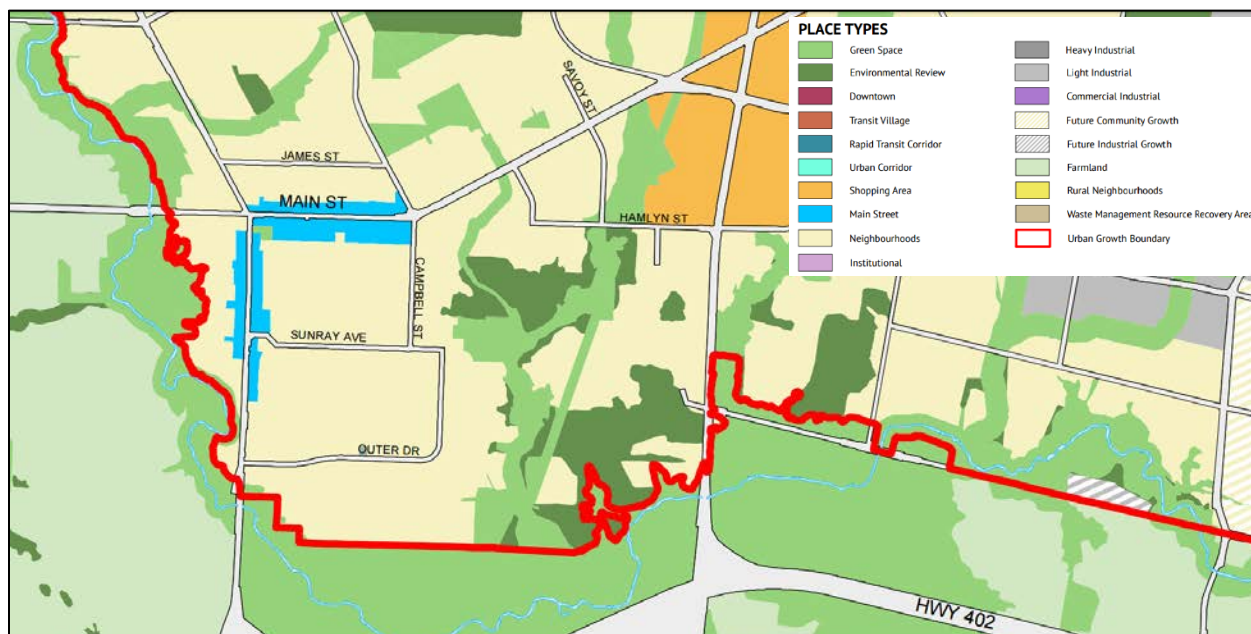 PLACE TYPES
Green Space
Environmental Review
Downtown
Transit Village
Rapid Transit Corridor
Urban Corridor
Shopping Area
Main Street
Neighbourhoods
Institutional
Heavy Industrial
Light Industrial
Commercial Industrial
Future Community Growth
Future Industrial Growth
Farmland
Rural Neighbourhoods
Waste Management Resource Recovery Area
Urban Growth Boundary
SAVOY ST
JAMES ST
MAIN ST
HAMLYN ST
CAMPBELL ST
SUNRAY AVE
OUTER DR
HWY 402